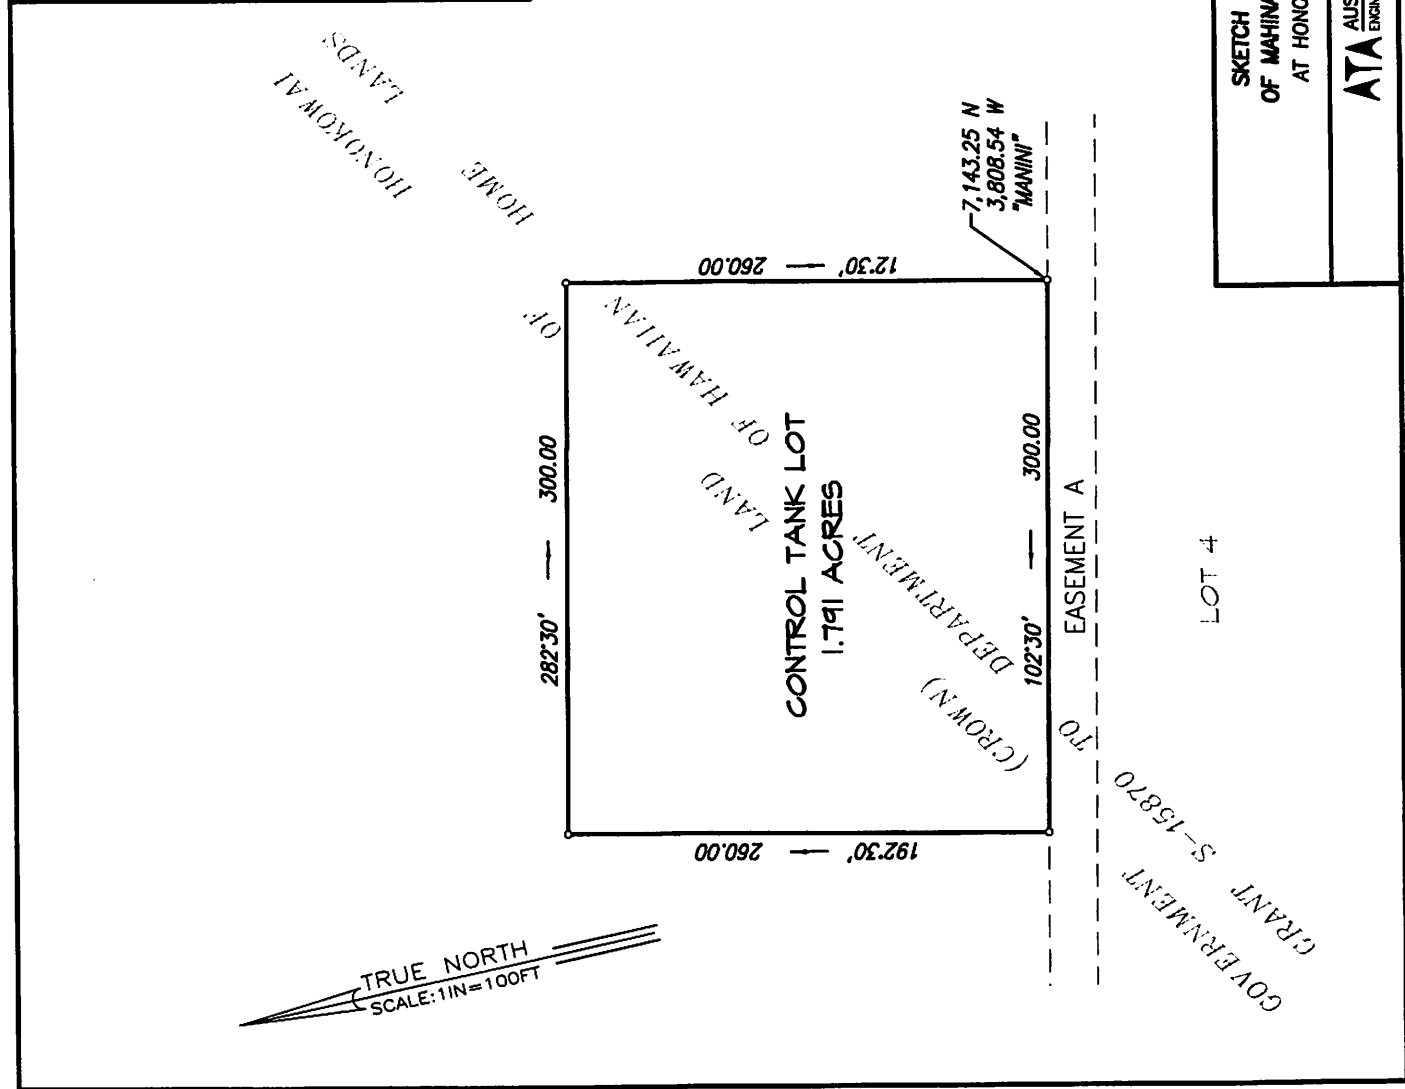 HONOKOWAI
GOVERNMENT (CROWN) LAND OF
GRANT S-15870 TO DEPARTMENT OF HAWAIIAN HOME LANDS
282°30' 300.00
12°30' 260.00
102°30' 300.00
192°30' 260.00
7,143.25 N
3,808.54 W
"MANINI"
CONTROL TANK LOT
1.791 ACRES
EASEMENT A
LOT 4
TRUE NORTH
SCALE:1IN=100FT
SKETCH
OF MAHINA
AT HONO
ATA
AUS
ENGIN